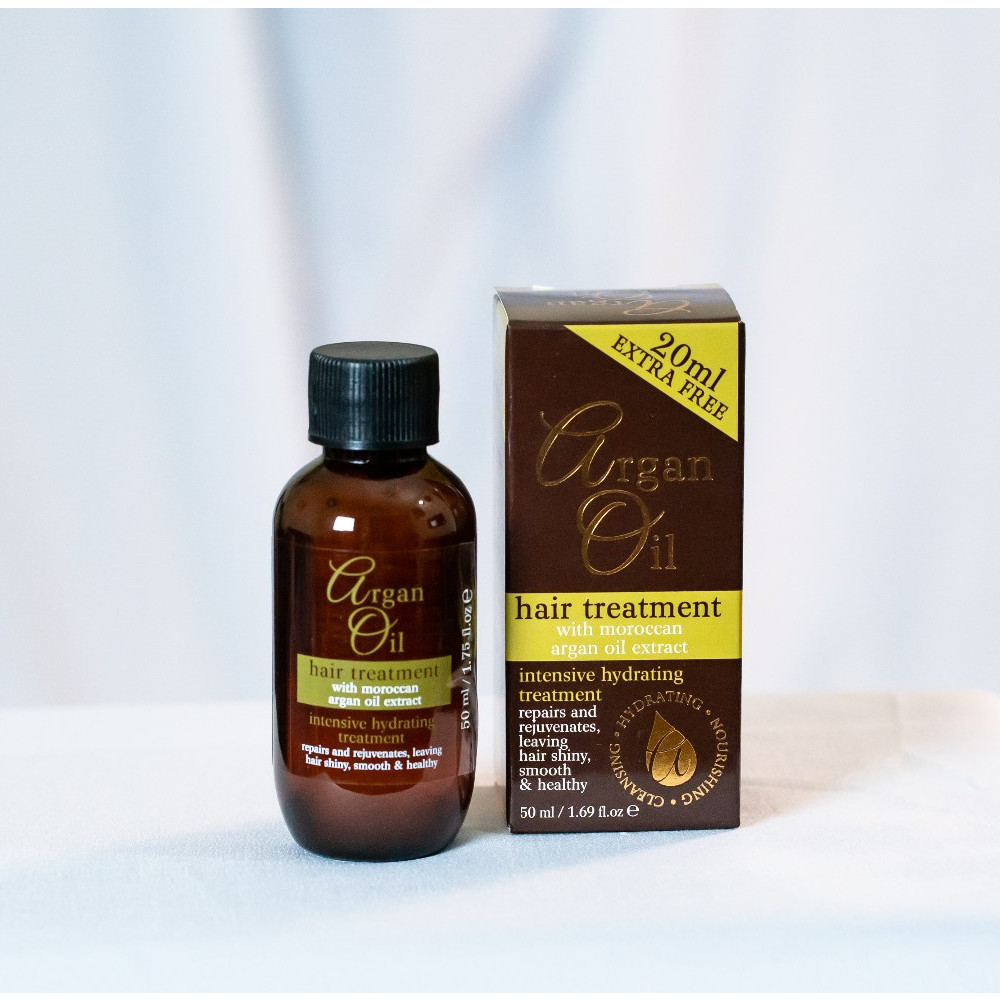 Argan
Oil
hair treatment
with moroccan
argan oil extract
intensive hydrating
treatment
repairs and rejuvenates, leaving
hair shiny, smooth & healthy
50 ml / 1.75 fl.oz ℮
Argan
20ml
EXTRA FREE
Argan
Oil
hair treatment
with moroccan
argan oil extract
intensive hydrating
treatment
repairs and
rejuvenates,
leaving
hair shiny,
smooth
& healthy
CLEANSING • HYDRATING • NOURISHING •
a
50 ml / 1.69 fl.oz ℮